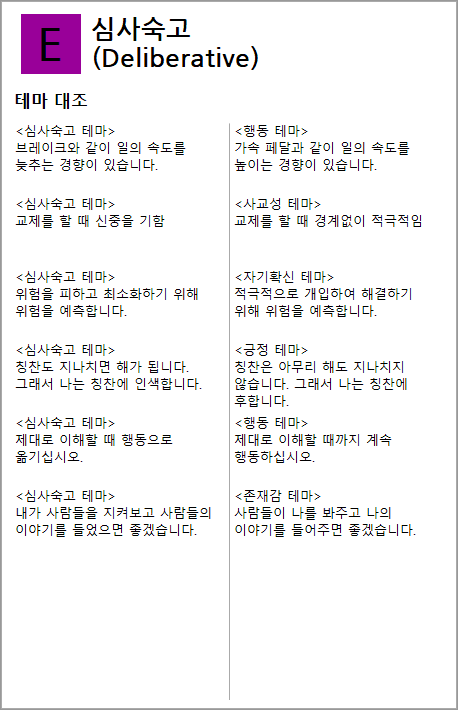 E
심사숙고
(Deliberative)
테마 대조
<심사숙고 테마>
브레이크와 같이 일의 속도를
늦추는 경향이 있습니다.
<행동 테마>
가속 페달과 같이 일의 속도를
높이는 경향이 있습니다.
<심사숙고 테마>
교제를 할 때 신중을 기함
<사교성 테마>
교제를 할 때 경계없이 적극적임
<심사숙고 테마>
위험을 피하고 최소화하기 위해
위험을 예측합니다.
<자기확신 테마>
적극적으로 개입하여 해결하기
위해 위험을 예측합니다.
<심사숙고 테마>
칭찬도 지나치면 해가 됩니다.
그래서 나는 칭찬에 인색합니다.
<긍정 테마>
칭찬은 아무리 해도 지나치지
않습니다. 그래서 나는 칭찬에
후합니다.
<심사숙고 테마>
제대로 이해할 때 행동으로
옮기십시오.
<행동 테마>
제대로 이해할 때까지 계속
행동하십시오.
<심사숙고 테마>
내가 사람들을 지켜보고 사람들의
이야기를 들었으면 좋겠습니다.
<존재감 테마>
사람들이 나를 봐주고 나의
이야기를 들어주면 좋겠습니다.